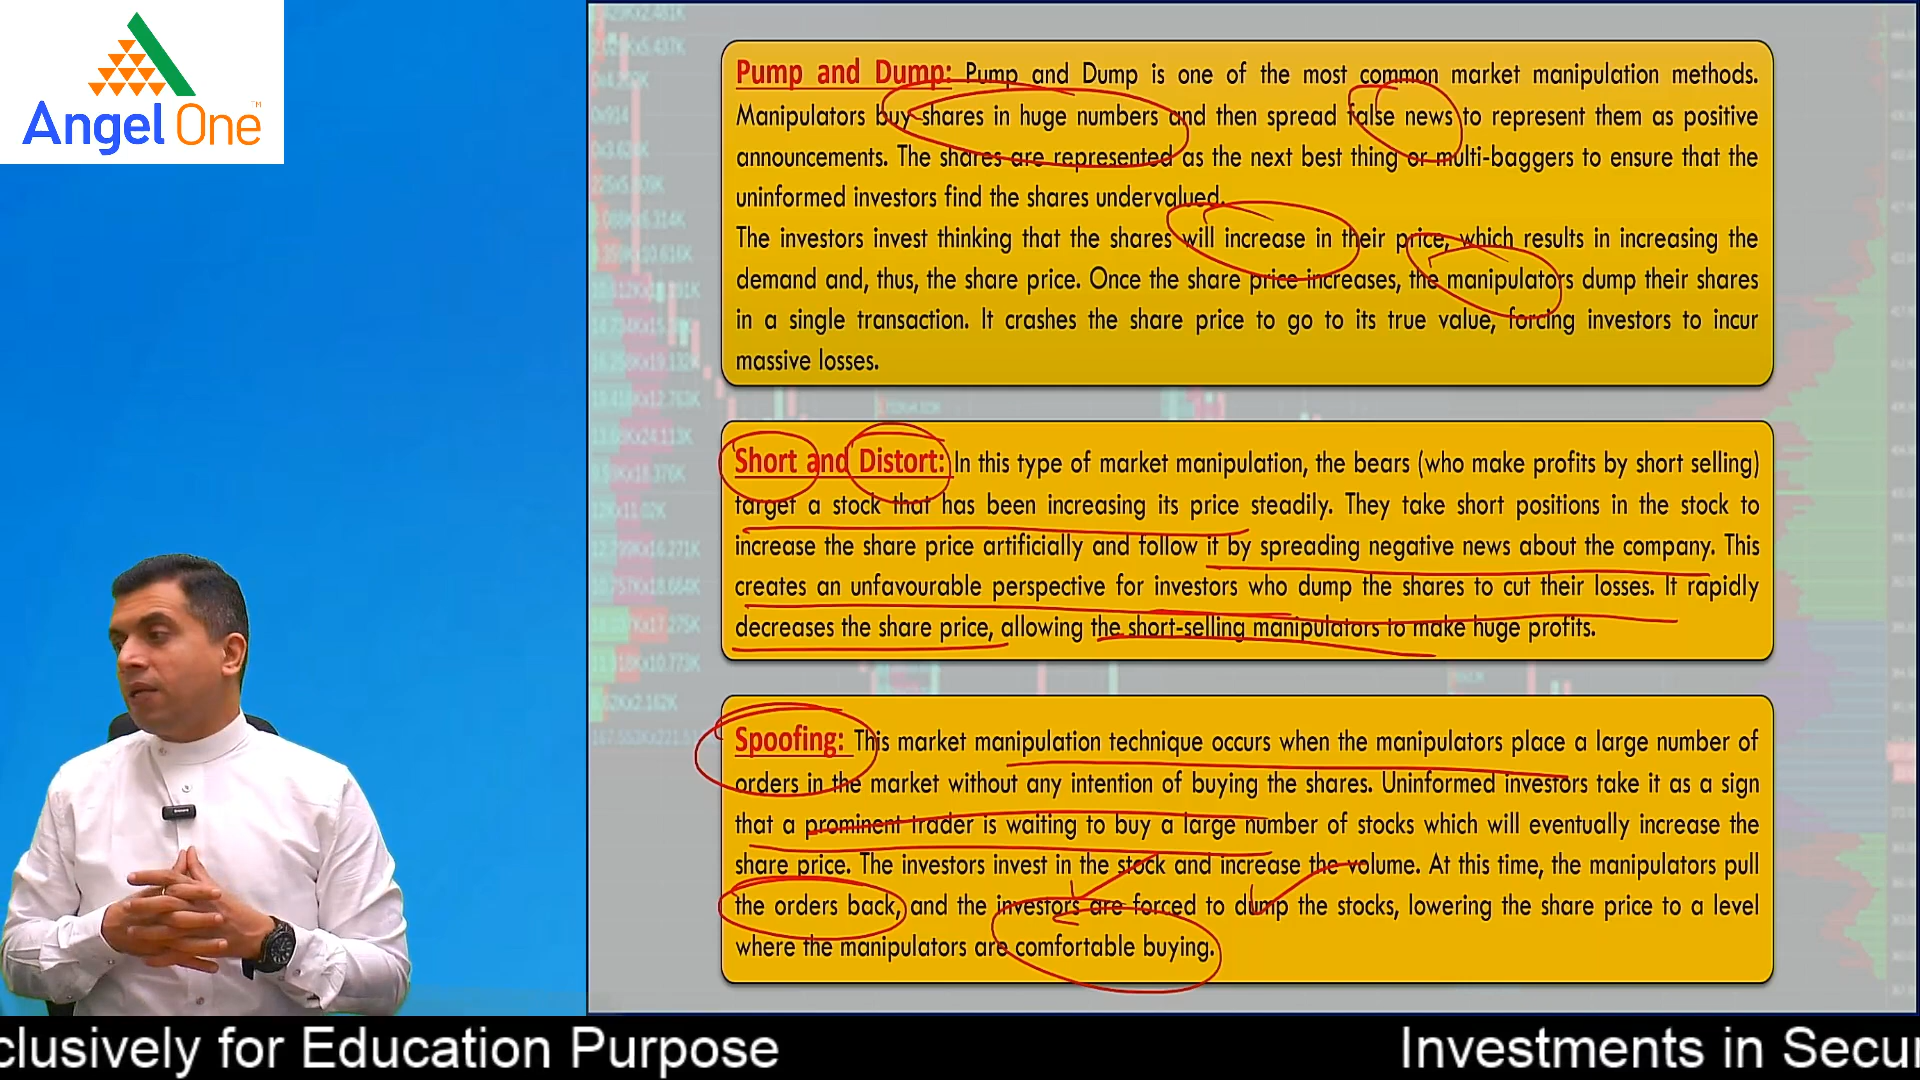 Angel One™
Pump and Dump: Pump and Dump is one of the most common market manipulation methods.
Manipulators buy shares in huge numbers and then spread false news to represent them as positive
announcements. The shares are represented as the next best thing or multi-baggers to ensure that the
uninformed investors find the shares undervalued.
The investors invest thinking that the shares will increase in their price, which results in increasing the
demand and, thus, the share price. Once the share price increases, the manipulators dump their shares
in a single transaction. It crashes the share price to go to its true value, forcing investors to incur
massive losses.
Short and Distort: In this type of market manipulation, the bears (who make profits by short selling)
target a stock that has been increasing its price steadily. They take short positions in the stock to
increase the share price artificially and follow it by spreading negative news about the company. This
creates an unfavourable perspective for investors who dump the shares to cut their losses. It rapidly
decreases the share price, allowing the short-selling manipulators to make huge profits.
Spoofing: This market manipulation technique occurs when the manipulators place a large number of
orders in the market without any intention of buying the shares. Uninformed investors take it as a sign
that a prominent trader is waiting to buy a large number of stocks which will eventually increase the
share price. The investors invest in the stock and increase the volume. At this time, the manipulators pull
the orders back, and the investors are forced to dump the stocks, lowering the share price to a level
where the manipulators are comfortable buying.
clusively for Education Purpose Investments in Secu